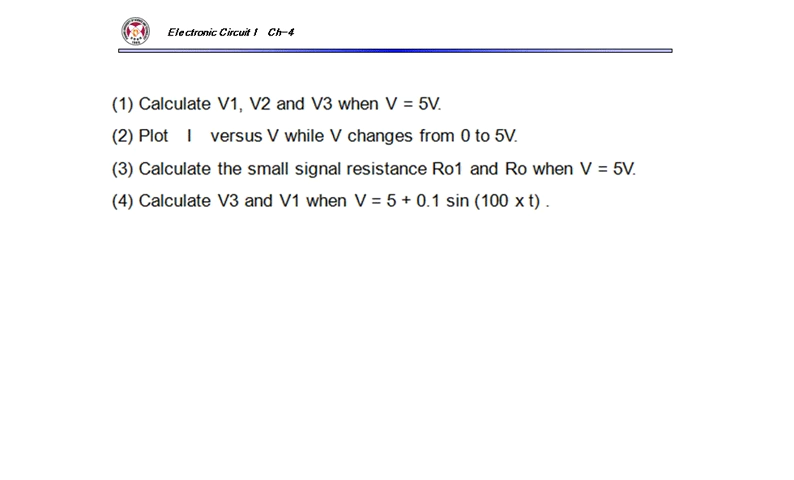 Electronic Circuit 1 Ch-4
(1) Calculate V1, V2 and V3 when V = 5V.
(2) Plot I versus V while V changes from 0 to 5V.
(3) Calculate the small signal resistance Ro1 and Ro when V = 5V.
(4) Calculate V3 and V1 when V = 5 + 0.1 sin (100 x t) .